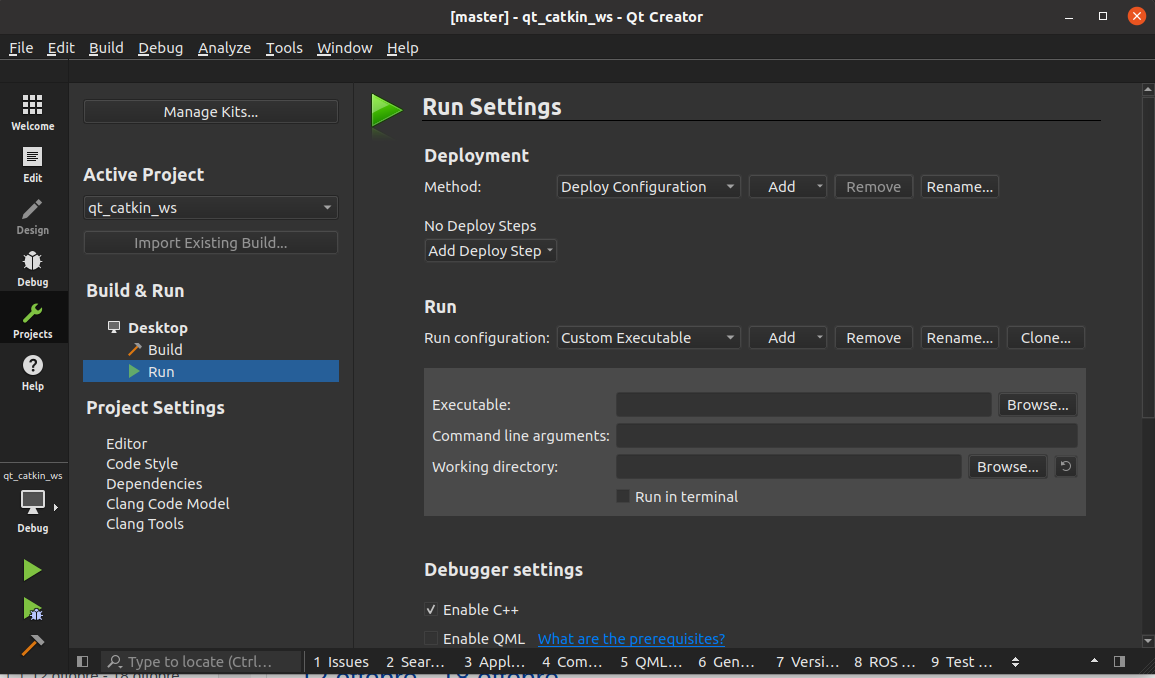 [master] - qt_catkin_ws - Qt Creator
File Edit Build Debug Analyze Tools Window Help
Welcome
Edit
Design
Debug
Projects
Help
qt_catkin_ws
Debug
Manage Kits...
Active Project
qt_catkin_ws
Import Existing Build...
Build & Run
Desktop
Build
Run
Project Settings
Editor
Code Style
Dependencies
Clang Code Model
Clang Tools
Run Settings
Deployment
Method: Deploy Configuration Add Remove Rename...
No Deploy Steps
Add Deploy Step
Run
Run configuration: Custom Executable Add Remove Rename... Clone...
Executable: Browse...
Command line arguments:
Working directory: Browse...
Run in terminal
Debugger settings
Enable C++
Enable QML What are the prerequisites?
Type to locate (Ctrl... 1 Issues 2 Sear... 3 Appl... 4 Com... 5 QML... 6 Gen... 7 Versi... 8 ROS ... 9 Test ...